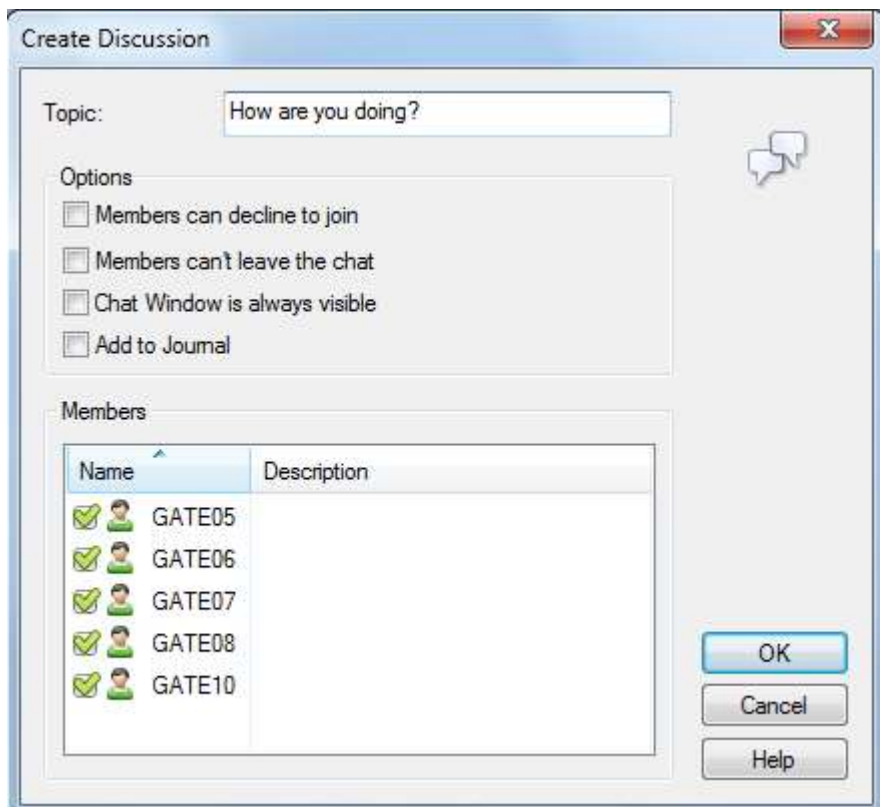 Create Discussion
Topic: How are you doing?
Options
Members can decline to join
Members can't leave the chat
Chat Window is always visible
Add to Journal
Members
Name Description
GATE05
GATE06
GATE07
GATE08
GATE10
OK
Cancel
Help